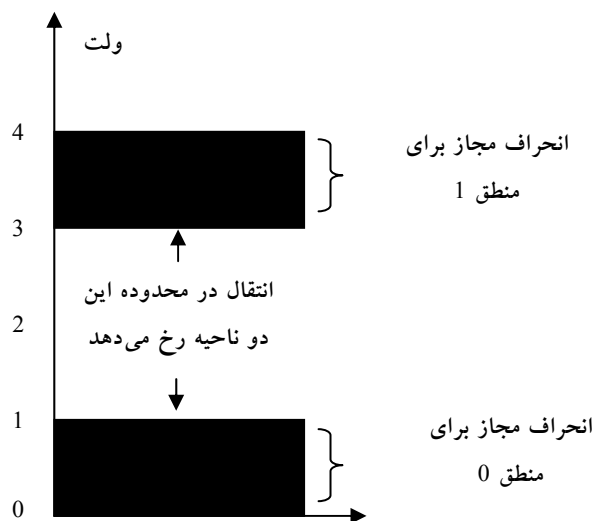 ولت
4
انحراف مجاز برای
منطق 1
3
انتقال در محدوده این
2
دو ناحیه رخ می‌دهد
1
انحراف مجاز برای
منطق 0
0